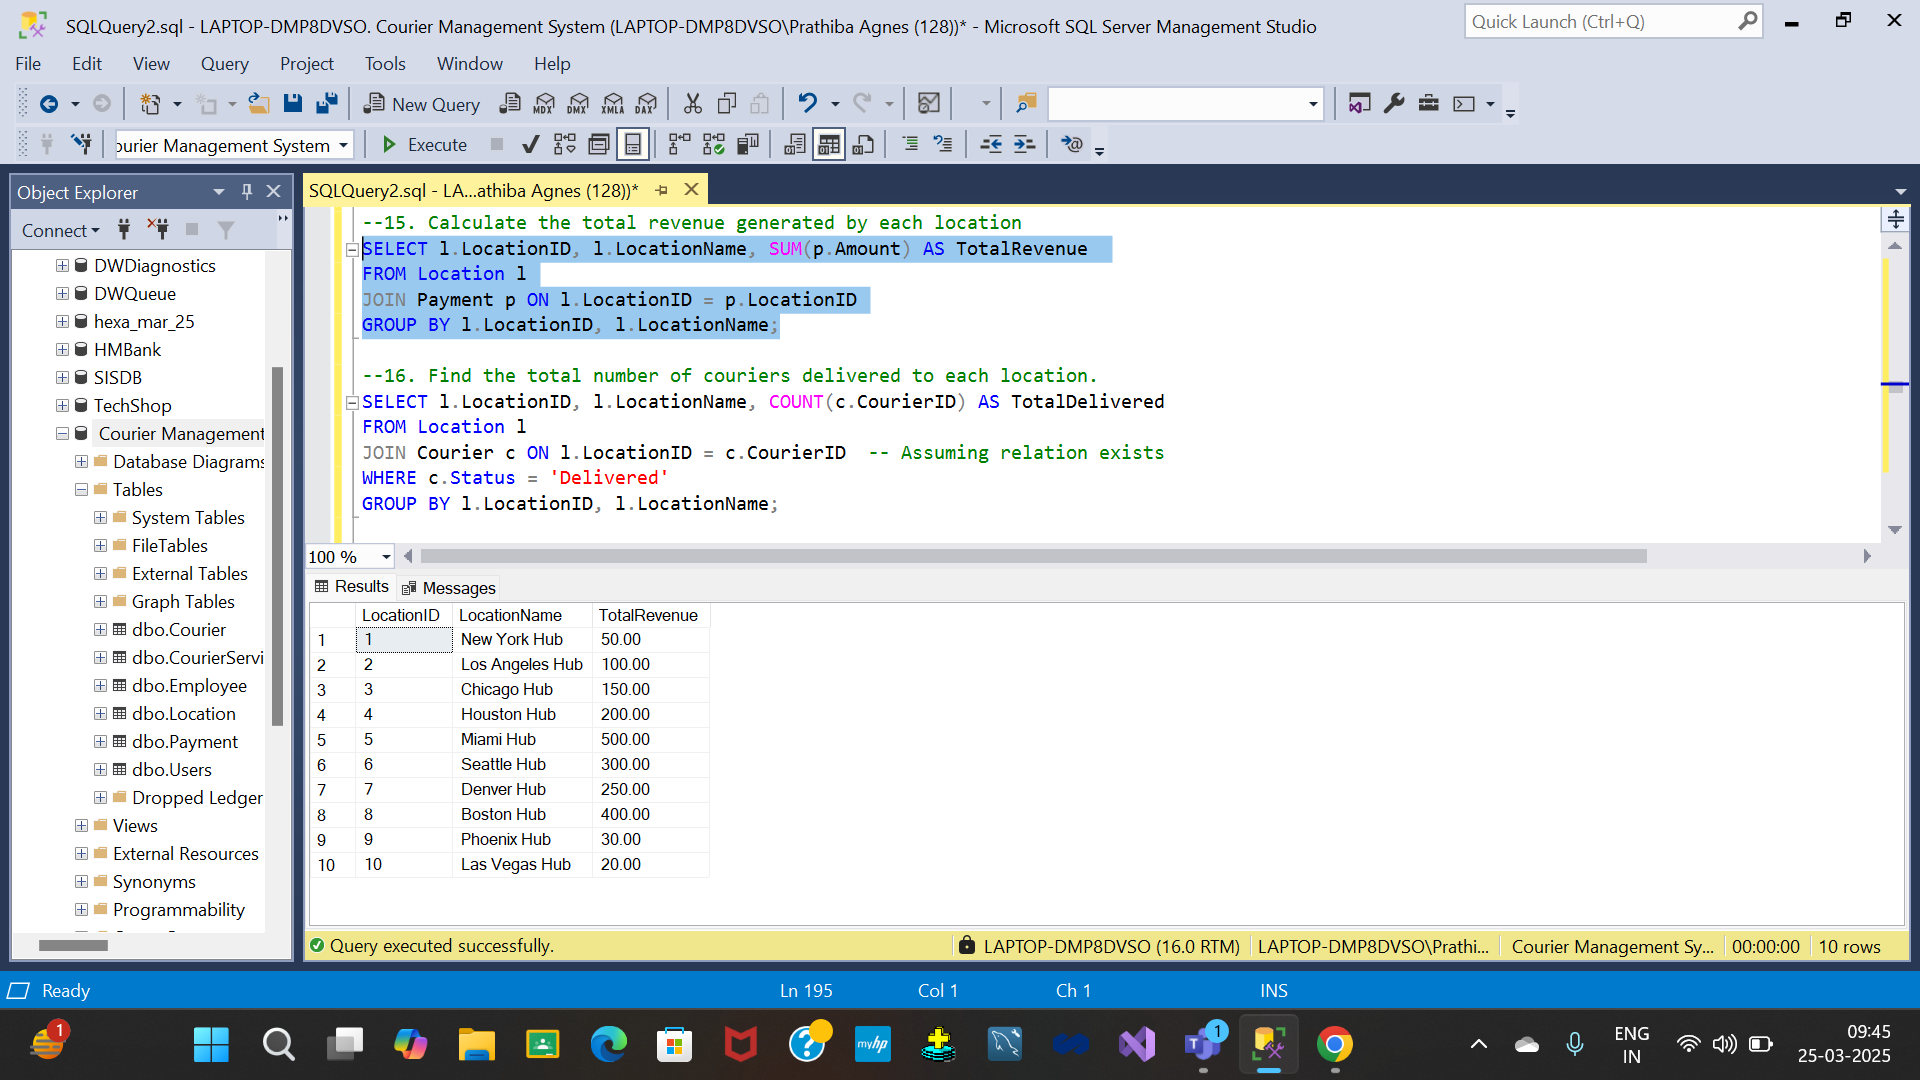 SQLQuery2.sql - LAPTOP-DMP8DVSO. Courier Management System (LAPTOP-DMP8DVSO\Prathiba Agnes (128))* - Microsoft SQL Server Management Studio
Quick Launch (Ctrl+Q)
File Edit View Query Project Tools Window Help
New Query MDX DMX XMLA DAX
ourier Management System Execute
Object Explorer
Connect
DWDiagnostics
DWQueue
hexa_mar_25
HMBank
SISDB
TechShop
Courier Management
Database Diagrams
Tables
System Tables
FileTables
External Tables
Graph Tables
dbo.Courier
dbo.CourierServi
dbo.Employee
dbo.Location
dbo.Payment
dbo.Users
Dropped Ledger
Views
External Resources
Synonyms
Programmability
SQLQuery2.sql - LA...athiba Agnes (128))*
--15. Calculate the total revenue generated by each location
SELECT l.LocationID, l.LocationName, SUM(p.Amount) AS TotalRevenue
FROM Location l
JOIN Payment p ON l.LocationID = p.LocationID
GROUP BY l.LocationID, l.LocationName;
--16. Find the total number of couriers delivered to each location.
SELECT l.LocationID, l.LocationName, COUNT(c.CourierID) AS TotalDelivered
FROM Location l
JOIN Courier c ON l.LocationID = c.CourierID -- Assuming relation exists
WHERE c.Status = 'Delivered'
GROUP BY l.LocationID, l.LocationName;
100 %
Results Messages
LocationID LocationName TotalRevenue
1 1 New York Hub 50.00
2 2 Los Angeles Hub 100.00
3 3 Chicago Hub 150.00
4 4 Houston Hub 200.00
5 5 Miami Hub 500.00
6 6 Seattle Hub 300.00
7 7 Denver Hub 250.00
8 8 Boston Hub 400.00
9 9 Phoenix Hub 30.00
10 10 Las Vegas Hub 20.00
Query executed successfully. LAPTOP-DMP8DVSO (16.0 RTM) LAPTOP-DMP8DVSO\Prathi... Courier Management Sy... 00:00:00 10 rows
Ready Ln 195 Col 1 Ch 1 INS
1
myhp
1
ENG
IN
09:45
25-03-2025